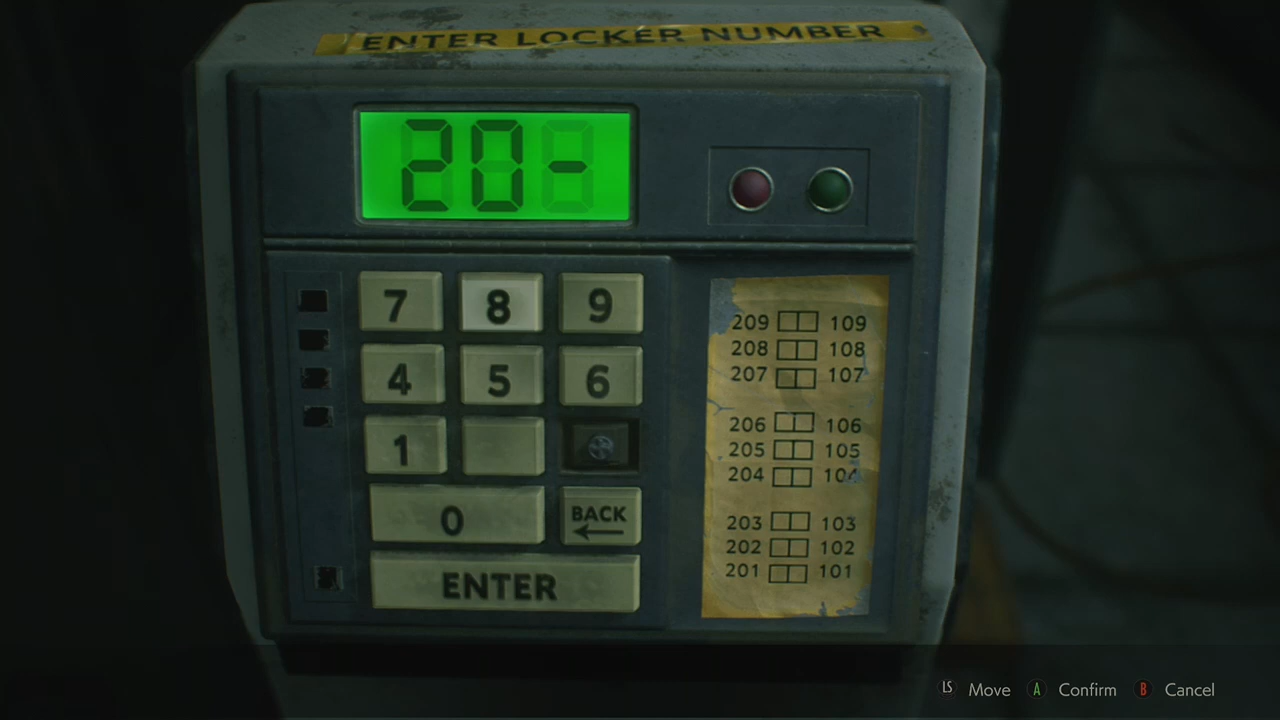 ENTER LOCKER NUMBER
20-
7 8 9
4 5 6
1
0 BACK
ENTER
209 109
208 108
207 107
206 106
205 105
204 104
203 103
202 102
201 101
LS Move A Confirm B Cancel